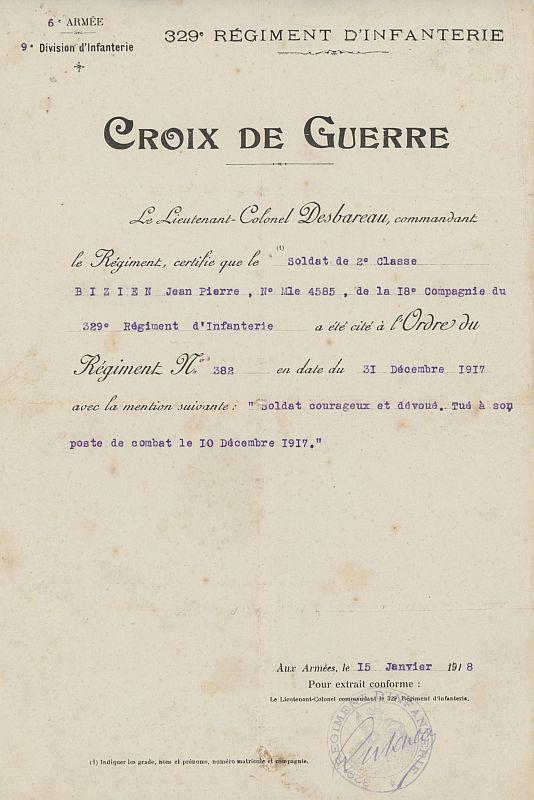 6e ARMÉE
9e Division d'Infanterie
329e RÉGIMENT D'INFANTERIE
CROIX DE GUERRE
Le Lieutenant-Colonel Desbareau, commandant
le Régiment, certifie que le (1) Soldat de 2e Classe
BIZIEN Jean Pierre, N° Mle 4585, de la 18e Compagnie du
329e Régiment d'Infanterie a été cité à l'Ordre du
Régiment N° 382 en date du 31 Décembre 1917
avec la mention suivante : " Soldat courageux et dévoué. Tué à son
poste de combat le 10 Décembre 1917."
Aux Armées, le 15 Janvier 1918
Pour extrait conforme :
Le Lieutenant-Colonel commandant le 329e Régiment d'Infanterie,
329e RÉGIMENT D'INFANTERIE
(1) Indiquer les grade, nom et prénoms, numéro matricule et compagnie.